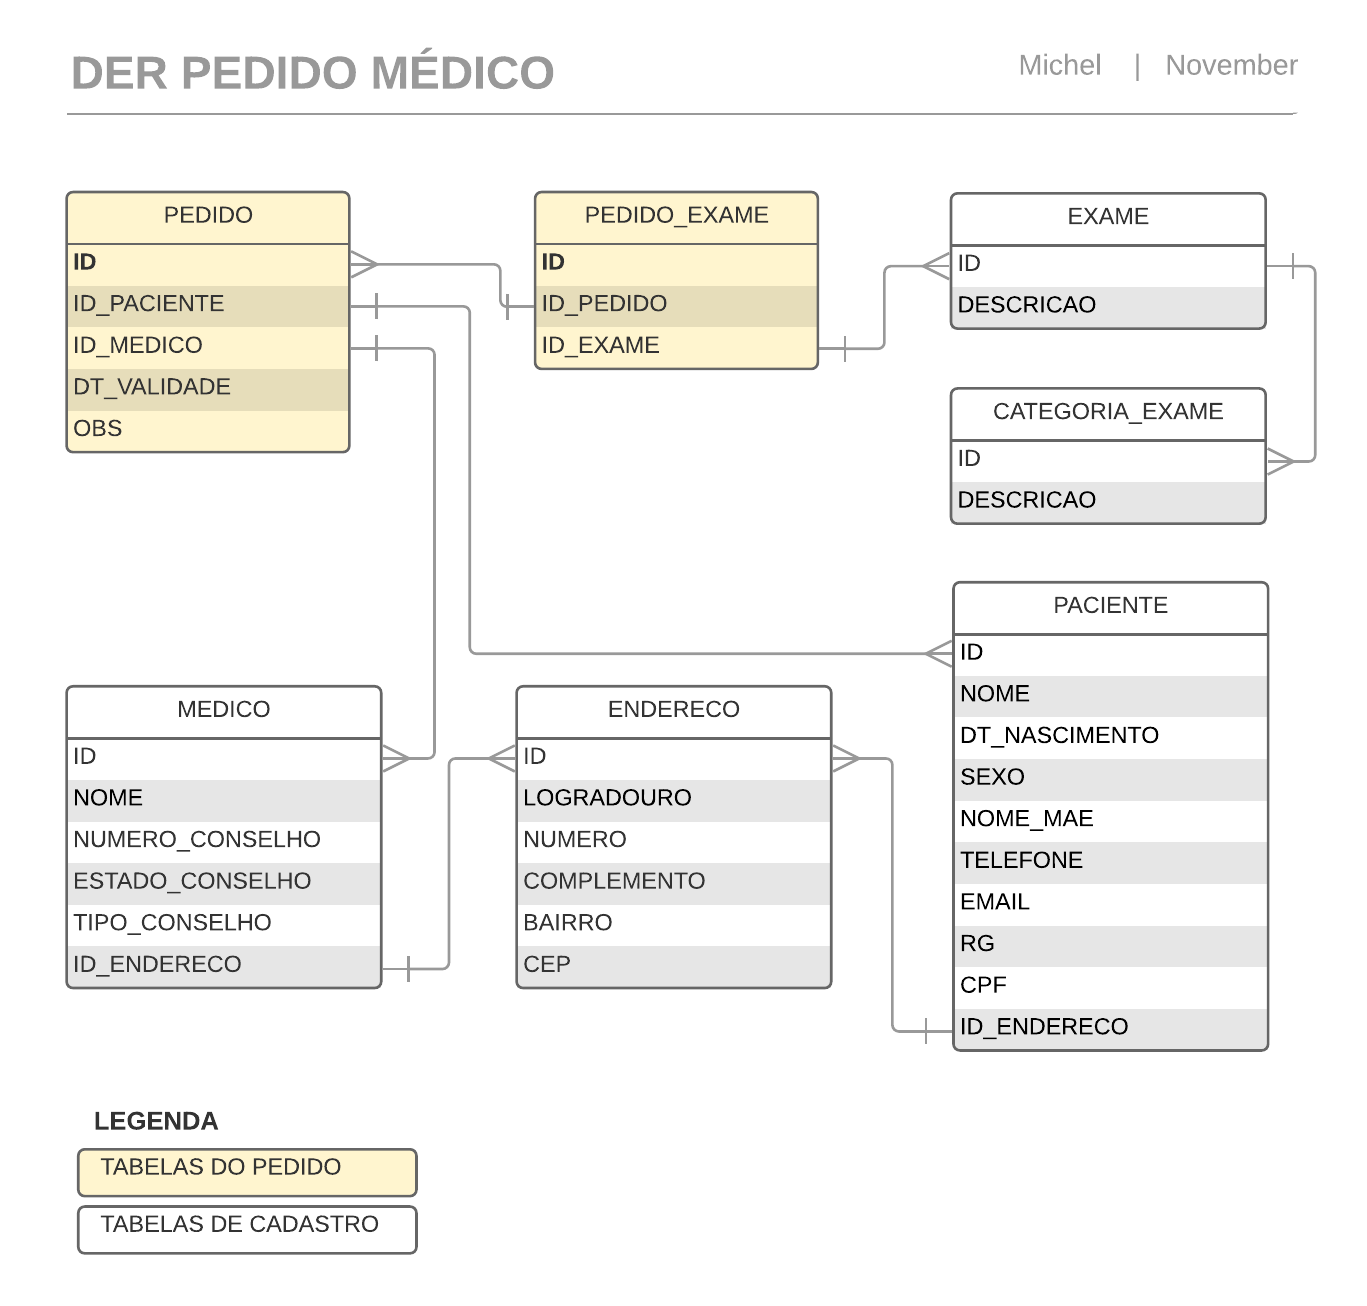 DER PEDIDO MÉDICO
Michel | November
PEDIDO
ID
ID_PACIENTE
ID_MEDICO
DT_VALIDADE
OBS
PEDIDO_EXAME
ID
ID_PEDIDO
ID_EXAME
EXAME
ID
DESCRICAO
CATEGORIA_EXAME
ID
DESCRICAO
PACIENTE
ID
NOME
DT_NASCIMENTO
SEXO
NOME_MAE
TELEFONE
EMAIL
RG
CPF
ID_ENDERECO
MEDICO
ID
NOME
NUMERO_CONSELHO
ESTADO_CONSELHO
TIPO_CONSELHO
ID_ENDERECO
ENDERECO
ID
LOGRADOURO
NUMERO
COMPLEMENTO
BAIRRO
CEP
LEGENDA
TABELAS DO PEDIDO
TABELAS DE CADASTRO